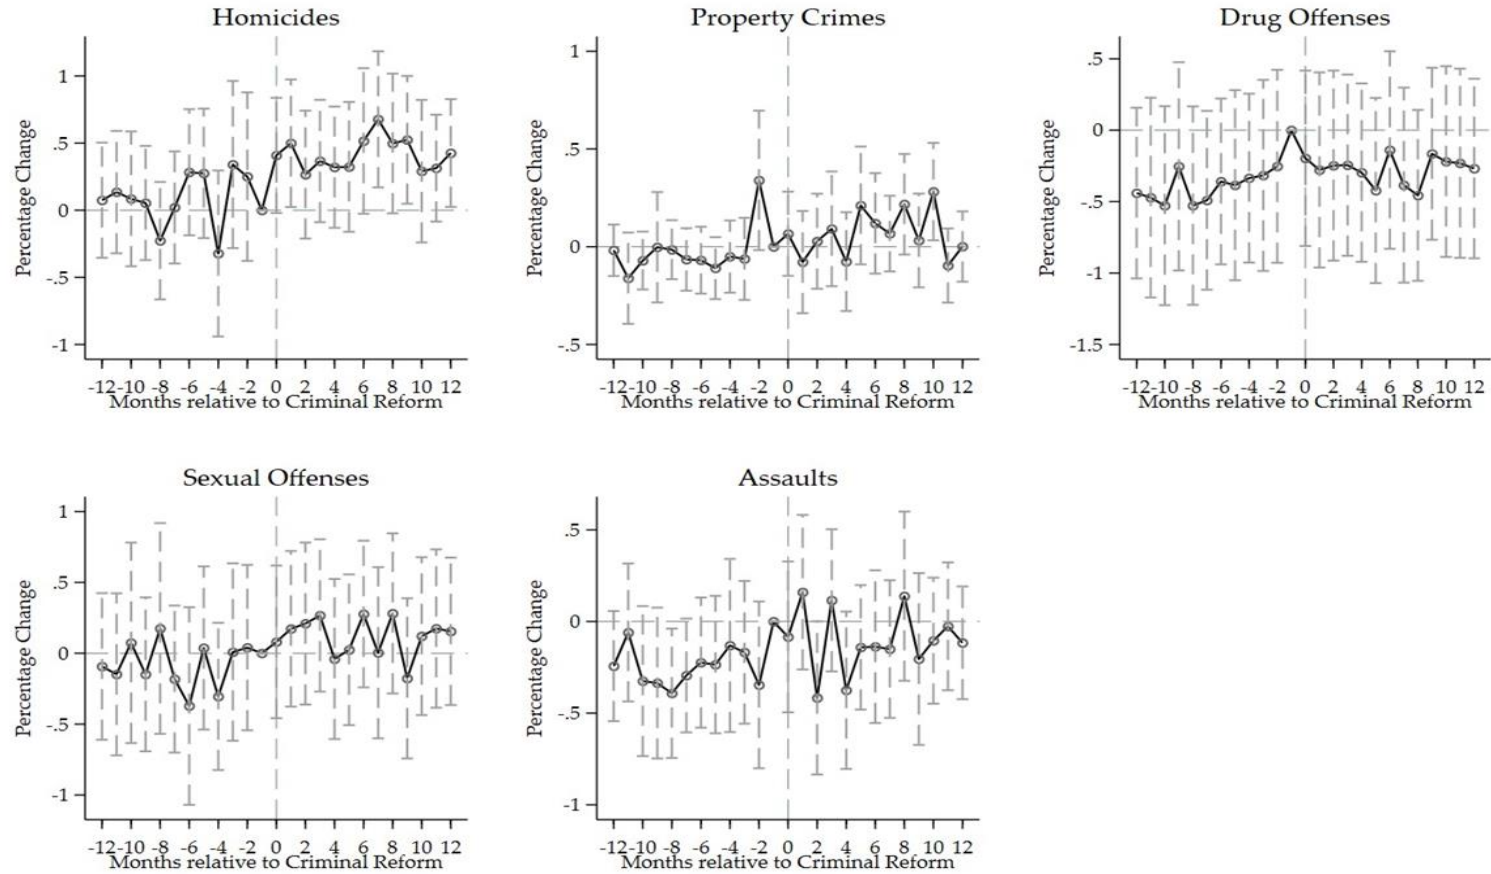 Homicides
Percentage Change
1
.5
0
-.5
-1
-12 -10 -8 -6 -4 -2 0 2 4 6 8 10 12
Months relative to Criminal Reform
Property Crimes
Percentage Change
1
.5
0
-.5
-12 -10 -8 -6 -4 -2 0 2 4 6 8 10 12
Months relative to Criminal Reform
Drug Offenses
Percentage Change
.5
0
-.5
-1
-1.5
-12 -10 -8 -6 -4 -2 0 2 4 6 8 10 12
Months relative to Criminal Reform
Sexual Offenses
Percentage Change
1
.5
0
-.5
-1
-12 -10 -8 -6 -4 -2 0 2 4 6 8 10 12
Months relative to Criminal Reform
Assaults
Percentage Change
.5
0
-.5
-1
-12 -10 -8 -6 -4 -2 0 2 4 6 8 10 12
Months relative to Criminal Reform